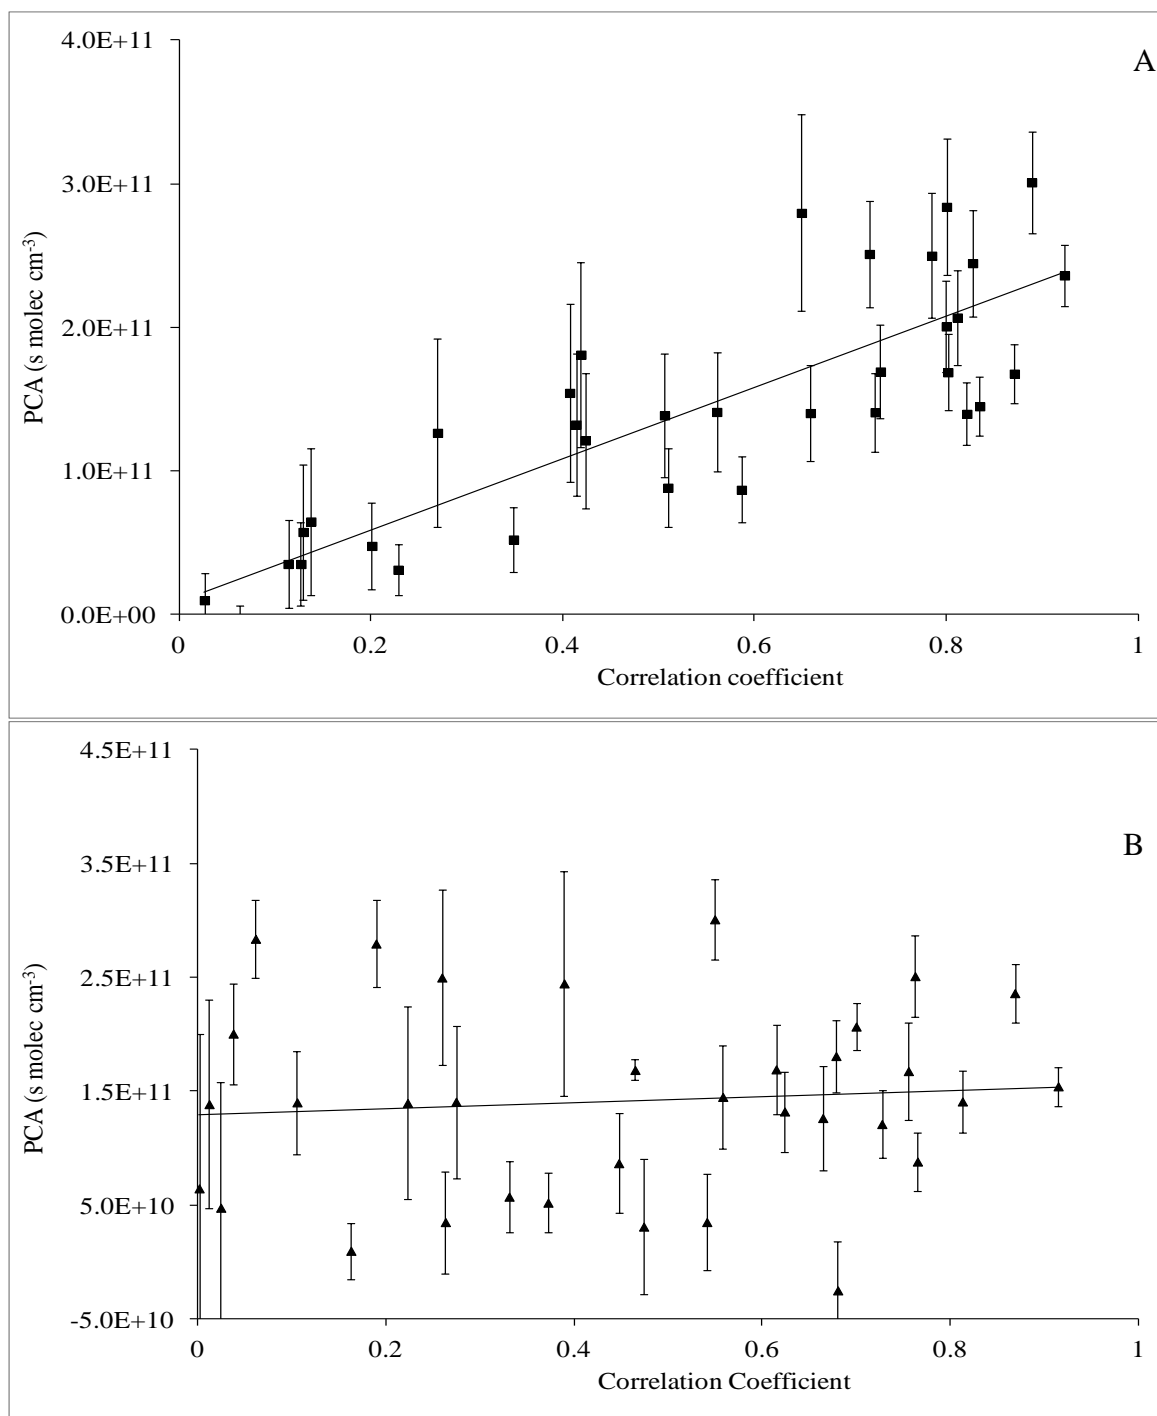 A
4.0E+11
3.0E+11
2.0E+11
1.0E+11
0.0E+00
PCA (s molec cm-3)
0 0.2 0.4 0.6 0.8 1
Correlation coefficient
B
4.5E+11
3.5E+11
2.5E+11
1.5E+11
5.0E+10
-5.0E+10
PCA (s molec cm-3)
0 0.2 0.4 0.6 0.8 1
Correlation Coefficient